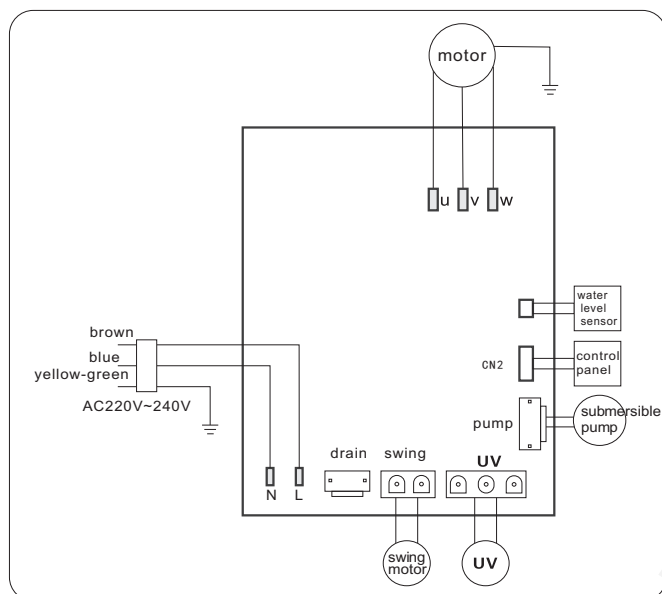 motor
u v w
water
level
sensor
CN2
control
panel
brown
blue
yellow-green
AC220V~240V
pump
submersible
pump
drain swing UV
N L
swing
motor
UV